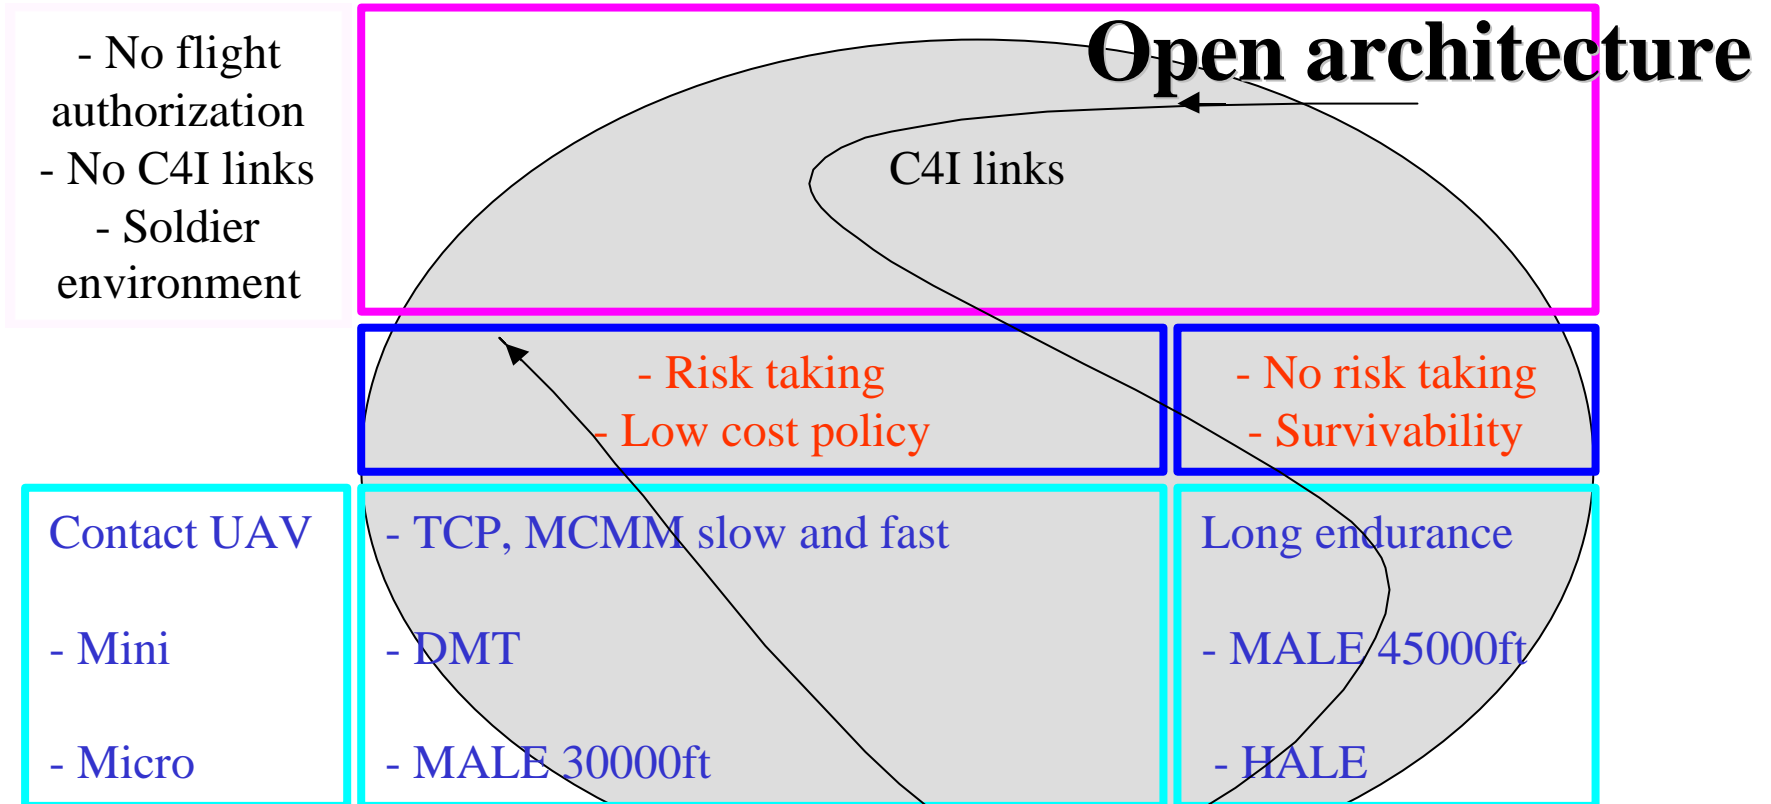 Open architecture
- No flight
authorization
- No C4I links
- Soldier
environment
C4I links
- Risk taking
- Low cost policy
- No risk taking
- Survivability
Contact UAV
- Mini
- Micro
- TCP, MCMM slow and fast
- DMT
- MALE 30000ft
Long endurance
- MALE 45000ft
- HALE